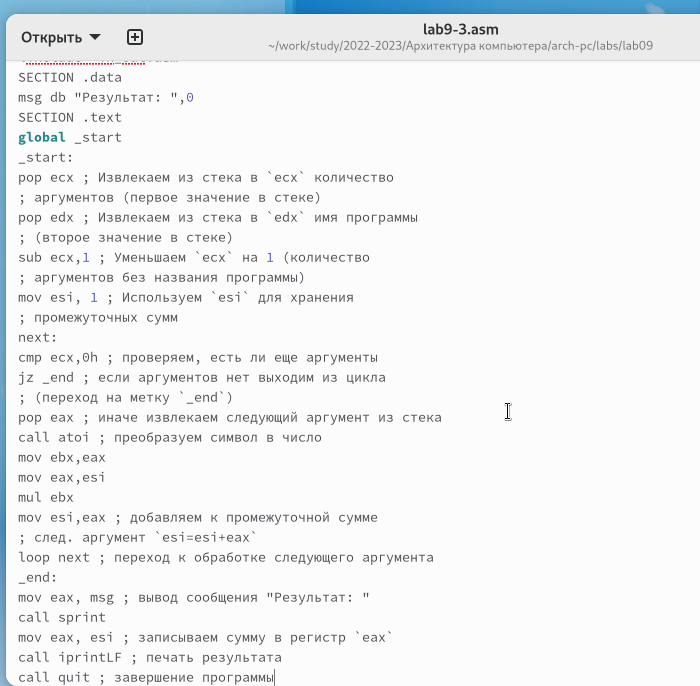 Открыть
lab9-3.asm
~/work/study/2022-2023/Архитектура компьютера/arch-pc/labs/lab09
SECTION .data
msg db "Результат: ",0
SECTION .text
global _start
_start:
pop ecx ; Извлекаем из стека в `ecx` количество
; аргументов (первое значение в стеке)
pop edx ; Извлекаем из стека в `edx` имя программы
; (второе значение в стеке)
sub ecx,1 ; Уменьшаем `ecx` на 1 (количество
; аргументов без названия программы)
mov esi, 1 ; Используем `esi` для хранения
; промежуточных сумм
next:
cmp ecx,0h ; проверяем, есть ли еще аргументы
jz _end ; если аргументов нет выходим из цикла
; (переход на метку `_end`)
pop eax ; иначе извлекаем следующий аргумент из стека
call atoi ; преобразуем символ в число
mov ebx,eax
mov eax,esi
mul ebx
mov esi,eax ; добавляем к промежуточной сумме
; след. аргумент `esi=esi+eax`
loop next ; переход к обработке следующего аргумента
_end:
mov eax, msg ; вывод сообщения "Результат: "
call sprint
mov eax, esi ; записываем сумму в регистр `eax`
call iprintLF ; печать результата
call quit ; завершение программы